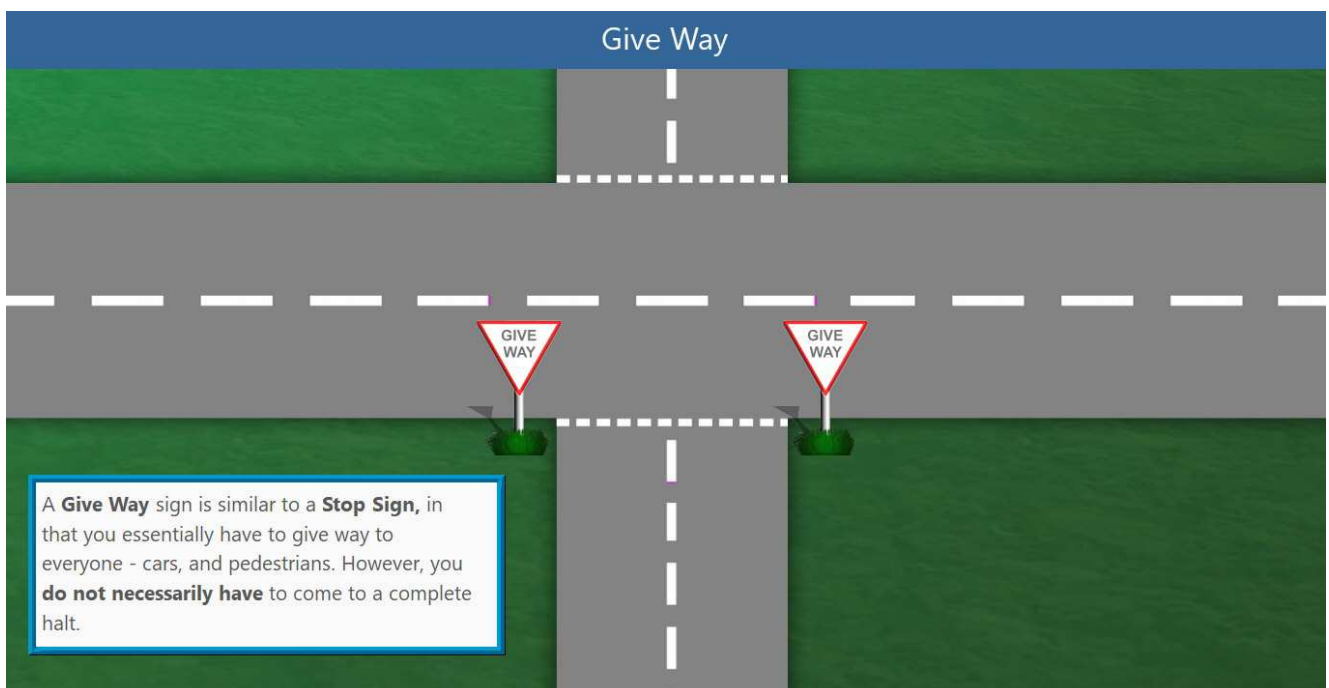 Give Way
GIVE
WAY
GIVE
WAY
A Give Way sign is similar to a Stop Sign, in
that you essentially have to give way to
everyone - cars, and pedestrians. However, you
do not necessarily have to come to a complete
halt.